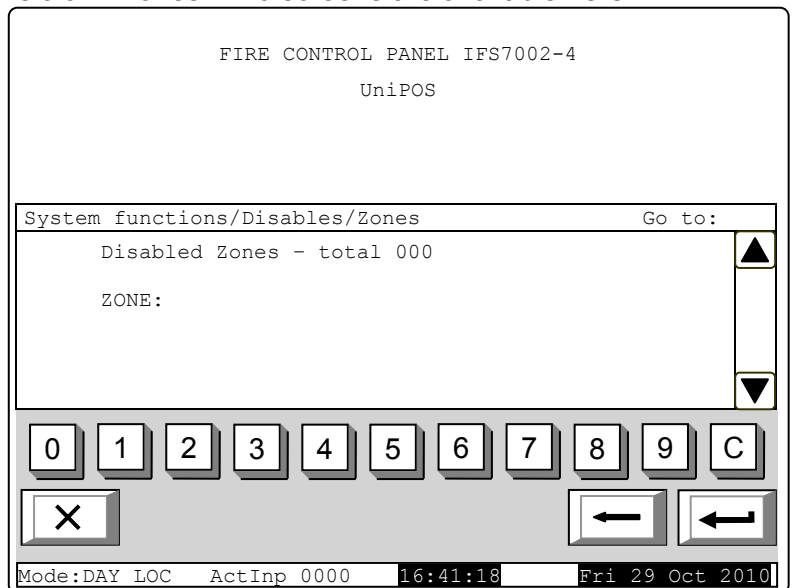 FIRE CONTROL PANEL IFS7002-4
UniPOS
System functions/Disables/Zones Go to:
Disabled Zones – total 000
ZONE:
0 1 2 3 4 5 6 7 8 9 C
Mode:DAY LOC ActInp 0000 16:41:18 Fri 29 Oct 2010